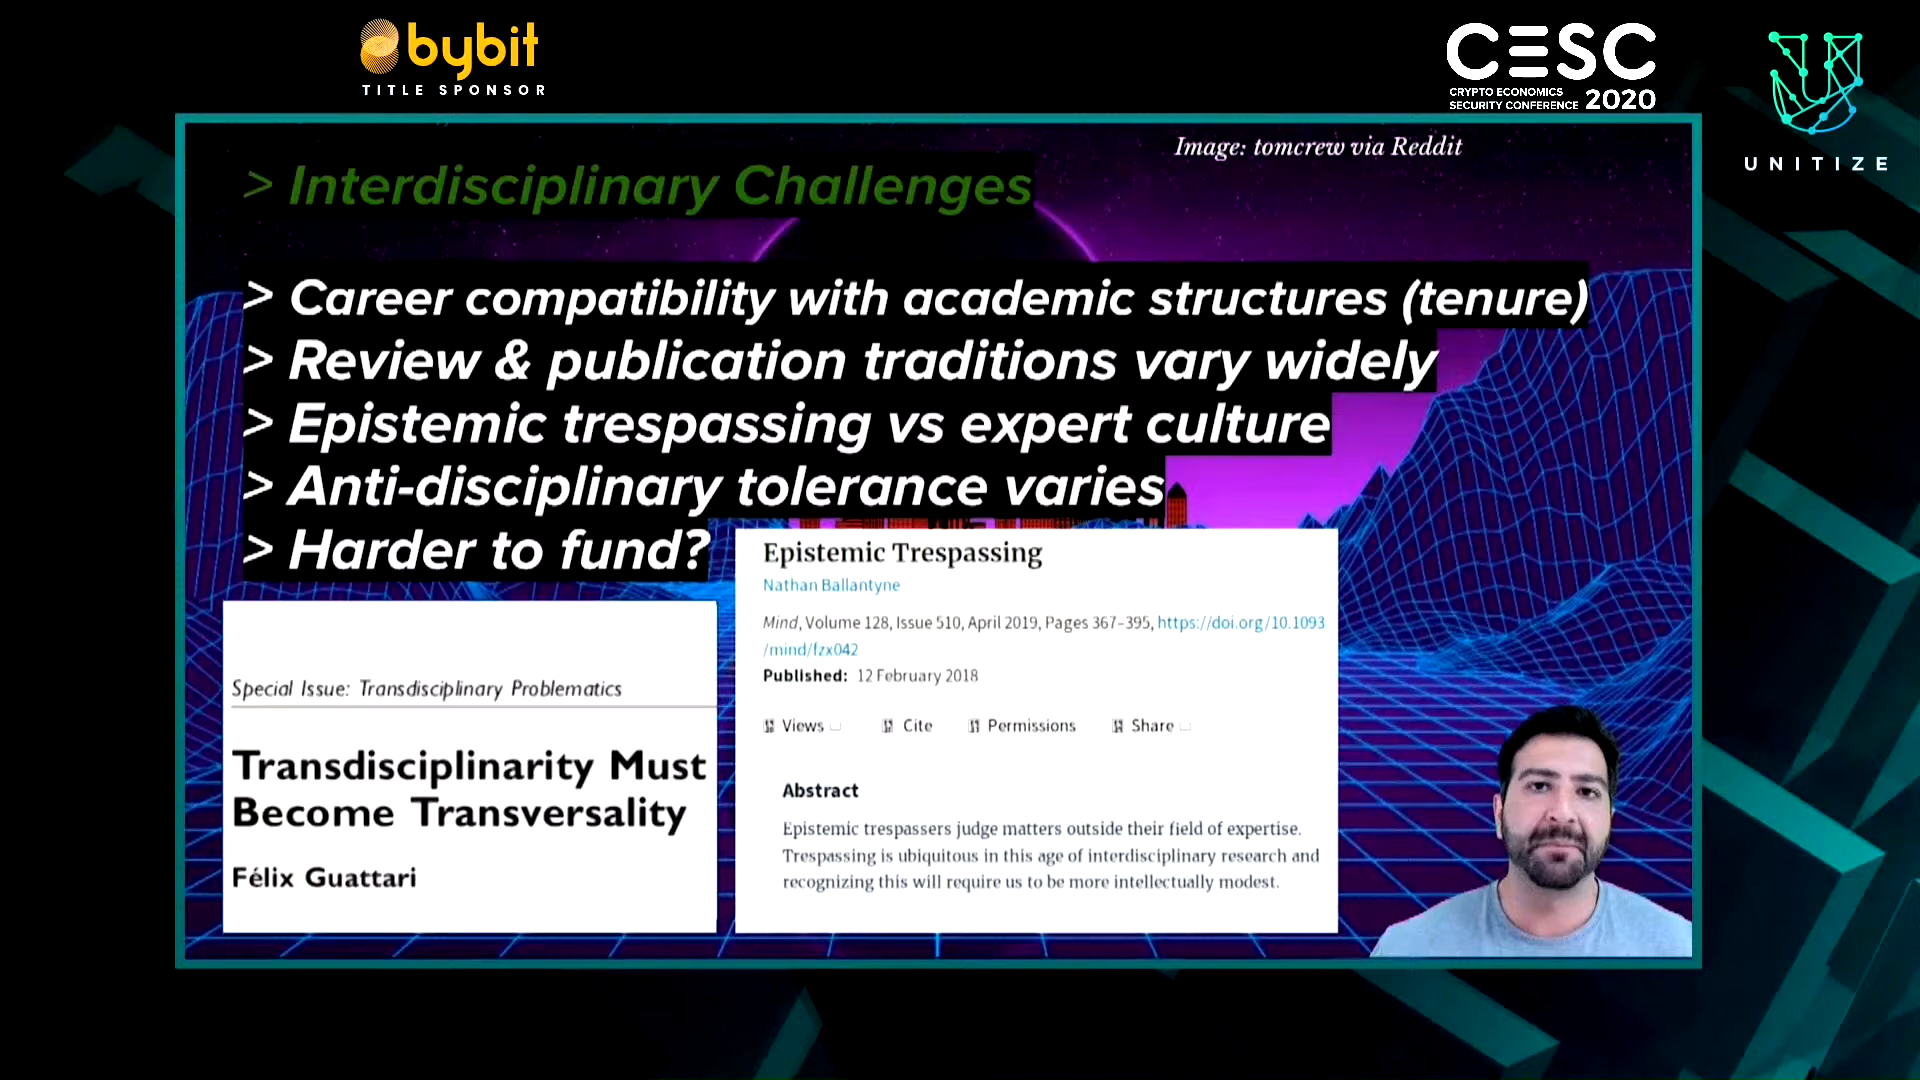 bybit
TITLE SPONSOR
CESC
CRYPTO ECONOMICS
SECURITY CONFERENCE 2020
UNITIZE
Image: tomcrew via Reddit
> Interdisciplinary Challenges
> Career compatibility with academic structures (tenure)
> Review & publication traditions vary widely
> Epistemic trespassing vs expert culture
> Anti-disciplinary tolerance varies
> Harder to fund?
Special Issue: Transdisciplinary Problematics
Transdisciplinarity Must
Become Transversality
Félix Guattari
Epistemic Trespassing
Nathan Ballantyne
Mind, Volume 128, Issue 510, April 2019, Pages 367–395, https://doi.org/10.1093
/mind/fzx042
Published: 12 February 2018
Views Cite Permissions Share
Abstract
Epistemic trespassers judge matters outside their field of expertise.
Trespassing is ubiquitous in this age of interdisciplinary research and
recognizing this will require us to be more intellectually modest.